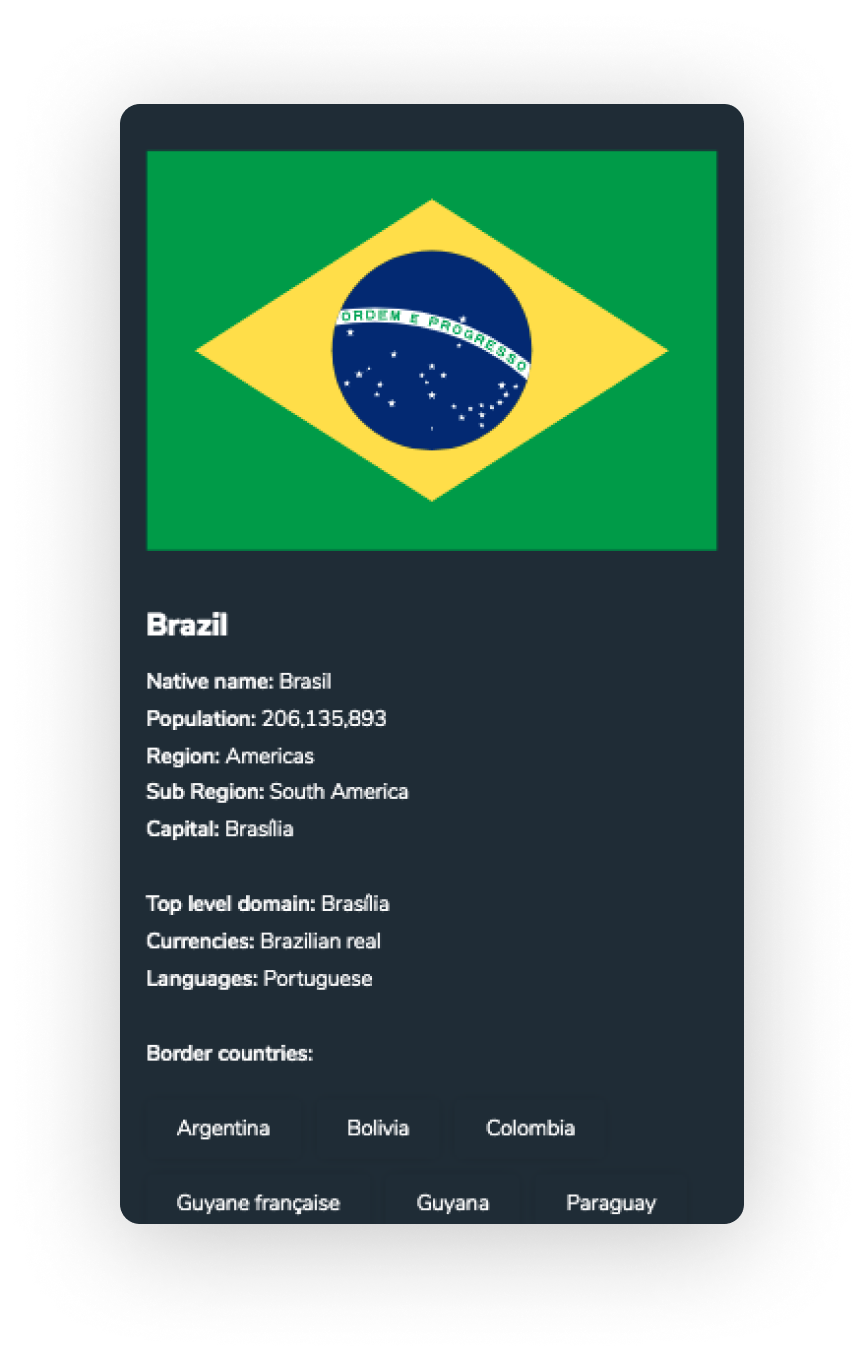 ORDEM E PROGRESSO
Brazil
Native name: Brasil
Population: 206,135,893
Region: Americas
Sub Region: South America
Capital: Brasília
Top level domain: Brasília
Currencies: Brazilian real
Languages: Portuguese
Border countries:
Argentina Bolivia Colombia
Guyane française Guyana Paraguay